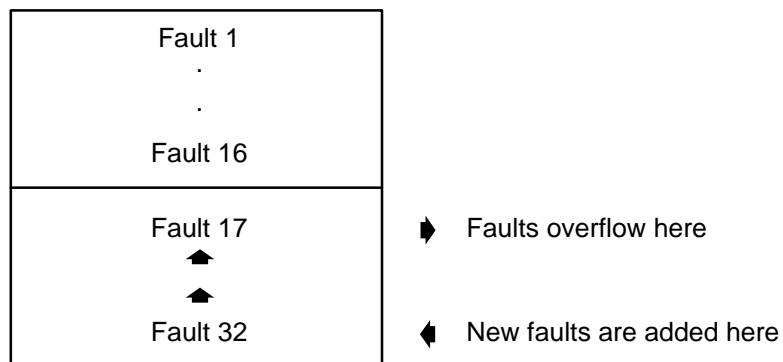 Fault 1
.
.
Fault 16
Fault 17
Faults overflow here
Fault 32
New faults are added here